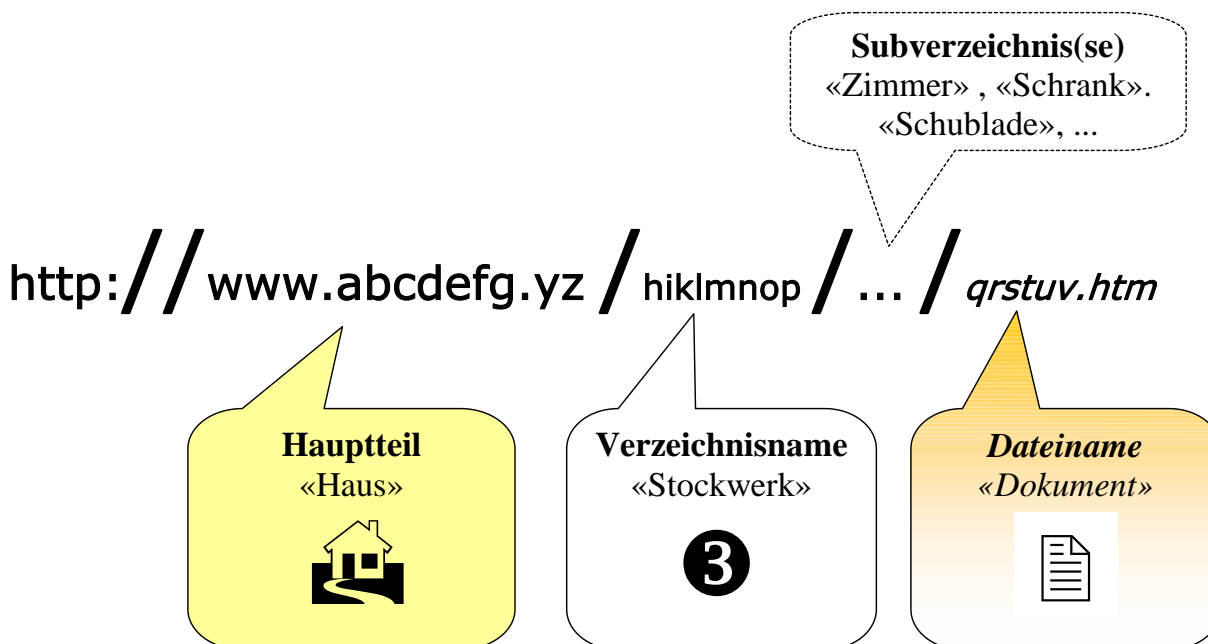 Subverzeichnis(se)
«Zimmer» , «Schrank».
«Schublade», ...
http://www.abcdefg.yz/hiklmnop/.../qrstuv.htm
Hauptteil
«Haus»
Verzeichnisname
«Stockwerk»
3
Dateiname
«Dokument»